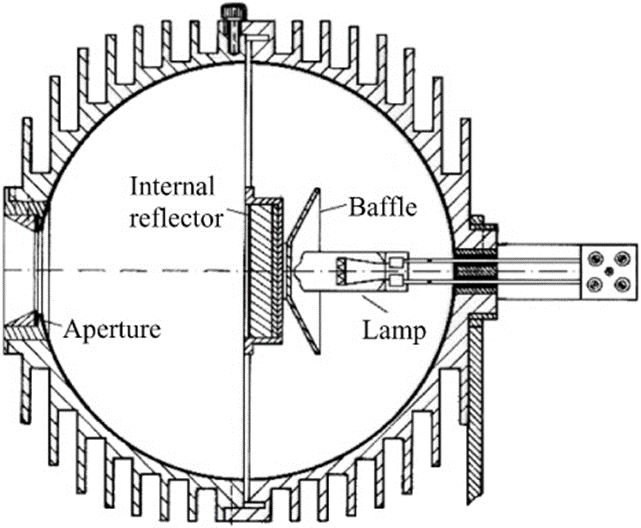 Internal
reflector
Baffle
Aperture
Lamp